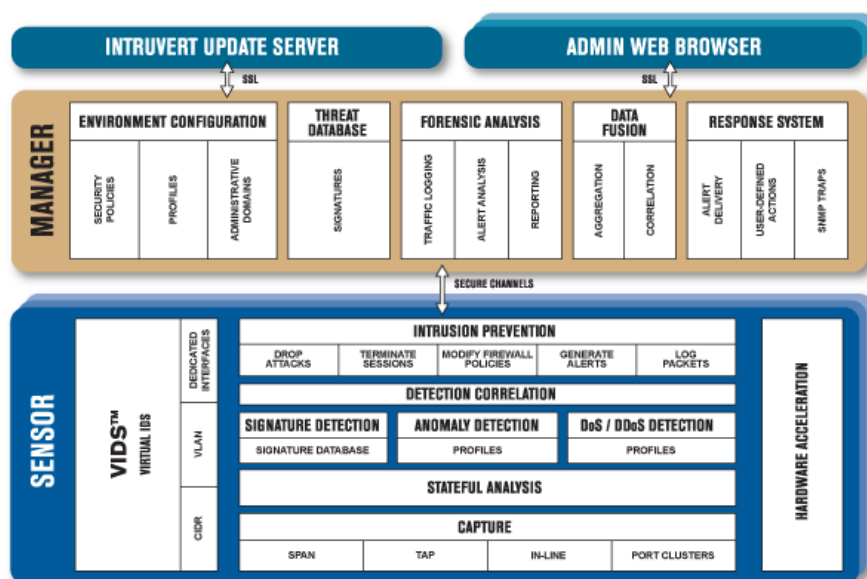 INTRUVERT UPDATE SERVER
ADMIN WEB BROWSER
SSL
SSL
MANAGER
ENVIRONMENT CONFIGURATION
SECURITY
POLICIES
PROFILES
ADMINISTRATIVE
DOMAINS
THREAT
DATABASE
SIGNATURES
FORENSIC ANALYSIS
TRAFFIC LOGGING
ALERT ANALYSIS
REPORTING
DATA
FUSION
AGGREGATION
CORRELATION
RESPONSE SYSTEM
ALERT
DELIVERY
USER-DEFINED
ACTIONS
SNMP TRAPS
SECURE CHANNELS
SENSOR
VIDS™
VIRTUAL IDS
DEDICATED
INTERFACES
VLAN
CIDR
INTRUSION PREVENTION
DROP
ATTACKS
TERMINATE
SESSIONS
MODIFY FIREWALL
POLICIES
GENERATE
ALERTS
LOG
PACKETS
DETECTION CORRELATION
SIGNATURE DETECTION
SIGNATURE DATABASE
ANOMALY DETECTION
PROFILES
DoS / DDoS DETECTION
PROFILES
STATEFUL ANALYSIS
CAPTURE
SPAN
TAP
IN-LINE
PORT CLUSTERS
HARDWARE ACCELERATION